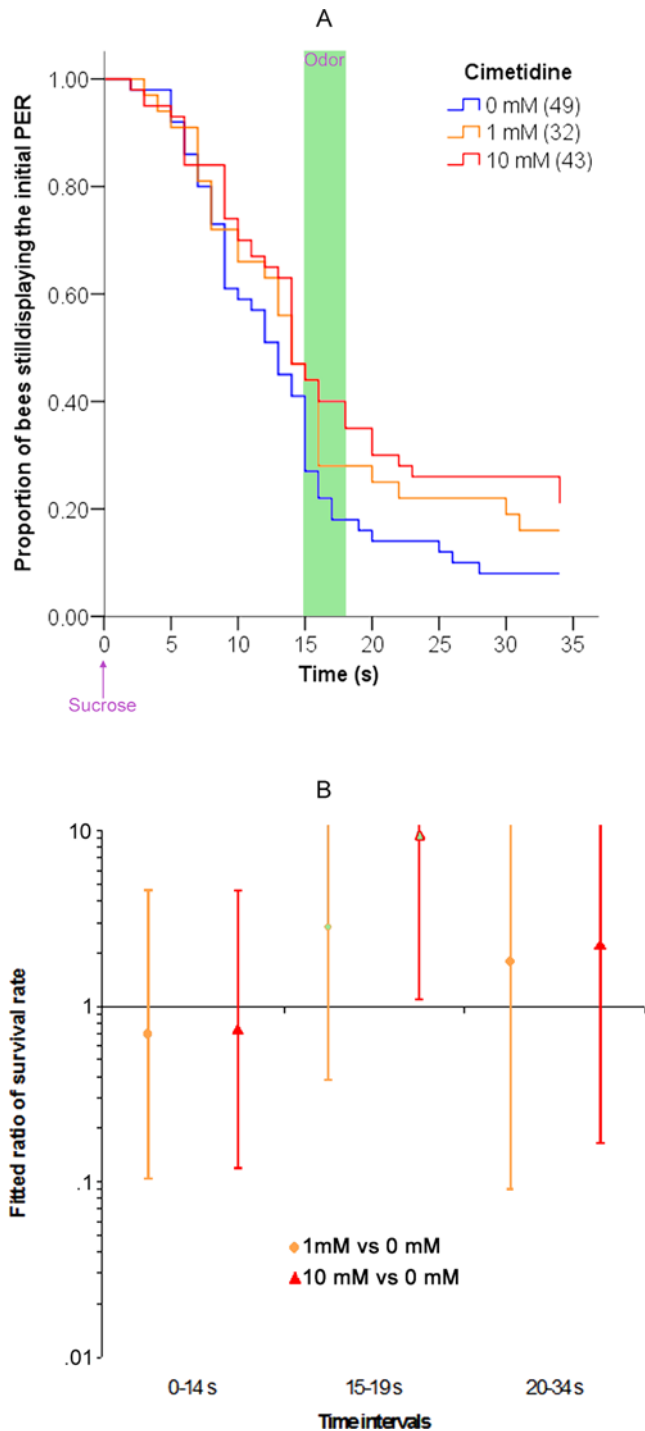 A
Odor
Cimetidine
0 mM (49)
1 mM (32)
10 mM (43)
Proportion of bees still displaying the initial PER
1.00
0.80
0.60
0.40
0.20
0.00
0 5 10 15 20 25 30 35
Time (s)
Sucrose
B
Fitted ratio of survival rate
10
1
.1
.01
1mM vs 0 mM
10 mM vs 0 mM
0-14 s 15-19s 20-34 s
Time intervals